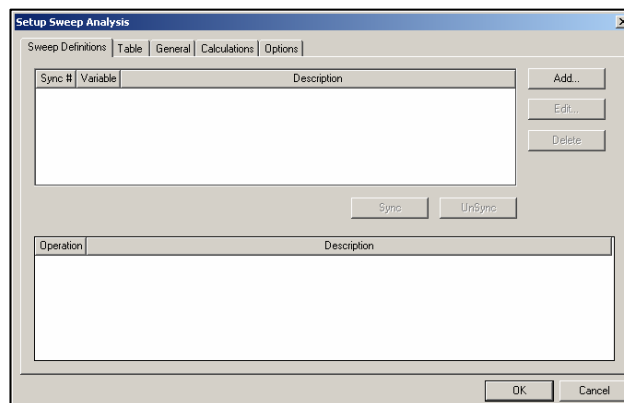 Setup Sweep Analysis
Sweep Definitions Table General Calculations Options
Sync # Variable Description
Add...
Edit...
Delete
Sync UnSync
Operation Description
OK Cancel